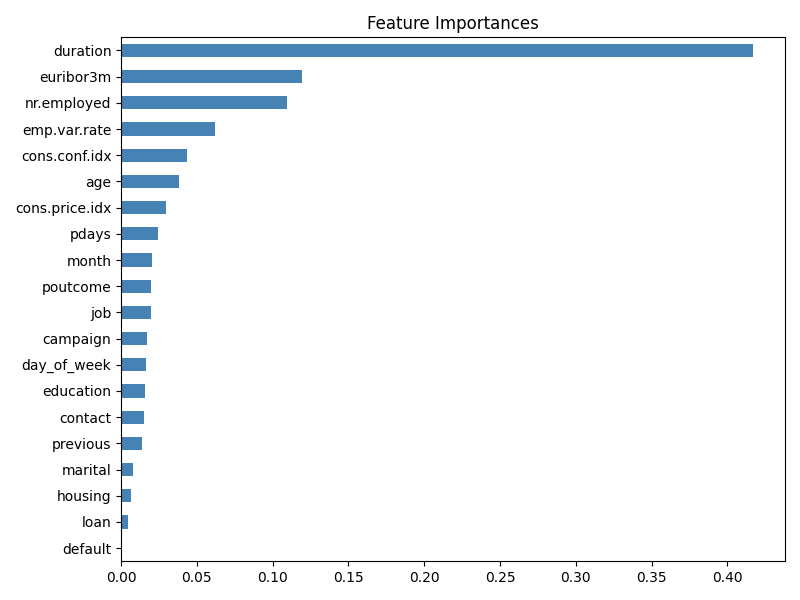 Feature Importances
duration
euribor3m
nr.employed
emp.var.rate
cons.conf.idx
age
cons.price.idx
pdays
month
poutcome
job
campaign
day_of_week
education
contact
previous
marital
housing
loan
default
0.00 0.05 0.10 0.15 0.20 0.25 0.30 0.35 0.40